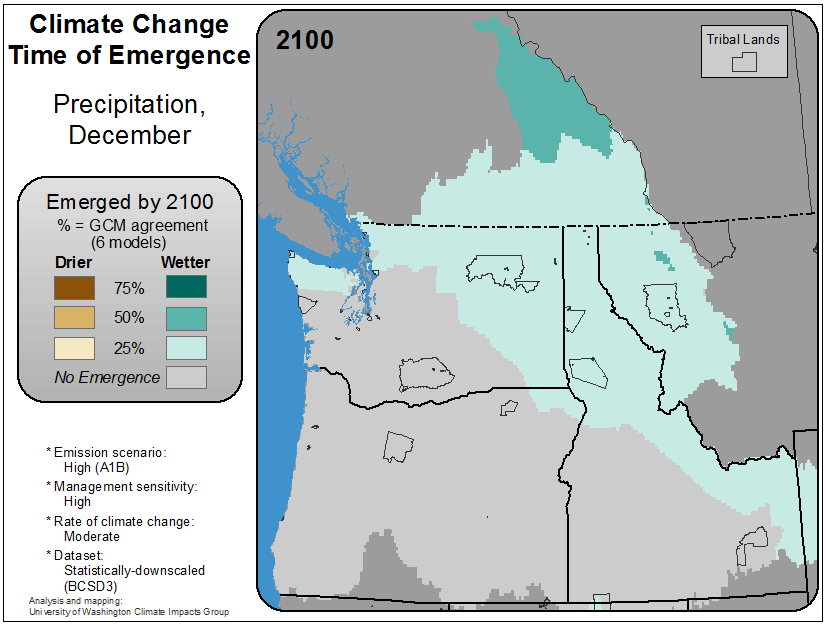 Climate Change
Time of Emergence
Precipitation,
December
Emerged by 2100
% = GCM agreement
(6 models)
Drier Wetter
75%
50%
25%
No Emergence
* Emission scenario:
High (A1B)
* Management sensitivity:
High
* Rate of climate change:
Moderate
* Dataset:
Statistically-downscaled
(BCSD3)
Analysis and mapping:
University of Washington Climate Impacts Group
2100
Tribal Lands